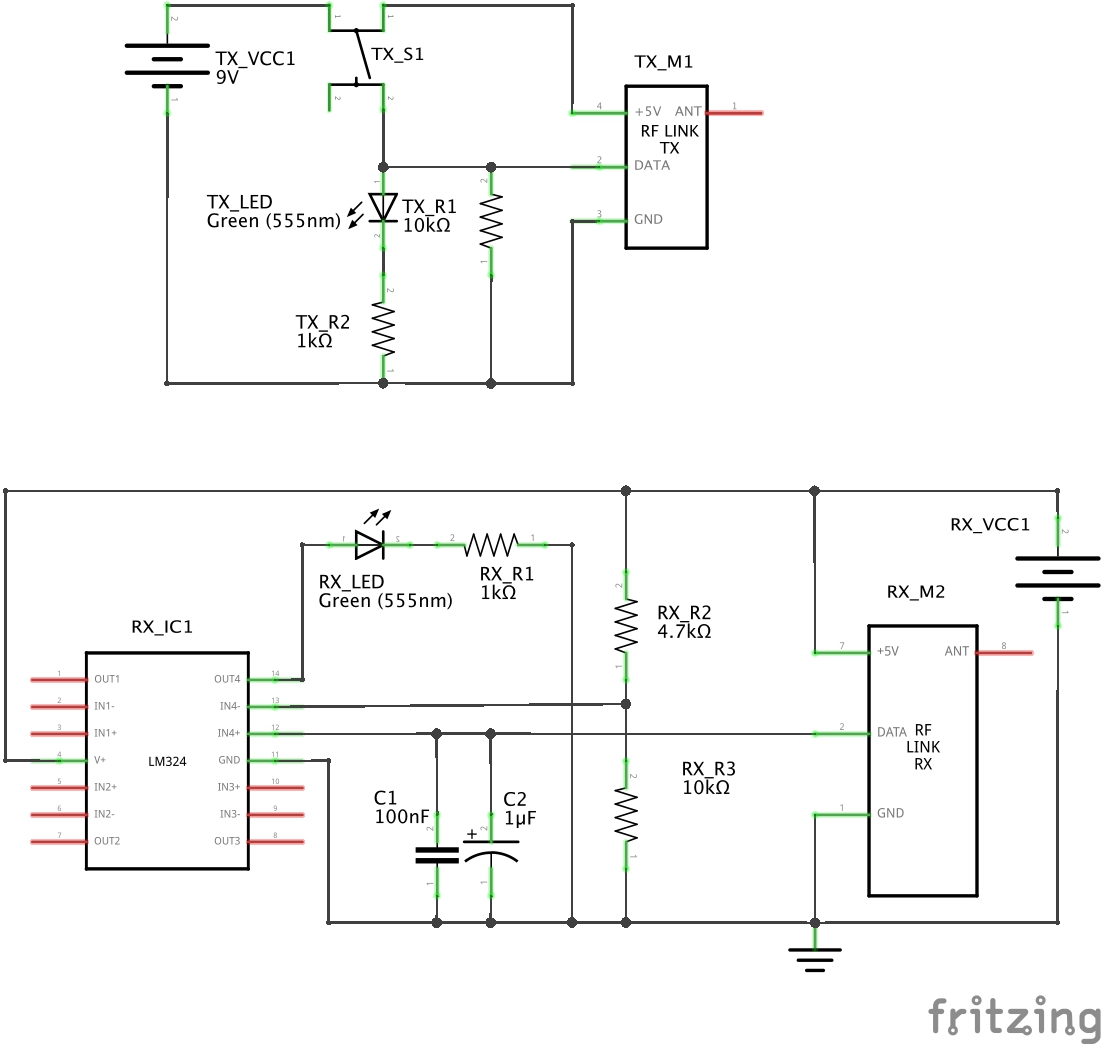 2
1
1
TX_VCC1
9V
TX_S1
1
2
2
TX_M1
4
+5V
ANT
1
RF LINK
TX
2
DATA
3
GND
TX_LED
Green (555nm)
1
2
TX_R1
10kΩ
2
1
TX_R2
1kΩ
2
1
RX_VCC1
2
1
1
2
2
1
RX_LED
Green (555nm)
RX_R1
1kΩ
2
RX_R2
4.7kΩ
1
RX_M2
RX_IC1
7
+5V
ANT
8
1
OUT1
OUT4
14
2
IN1-
IN4-
13
3
IN1+
IN4+
12
4
V+
LM324
GND
11
5
IN2+
IN3+
10
6
IN2-
IN3-
9
7
OUT2
OUT3
8
2
DATA
RF
LINK
RX
1
GND
C1
100nF
2
1
C2
1µF
2
+
1
RX_R3
10kΩ
2
1
fritzing